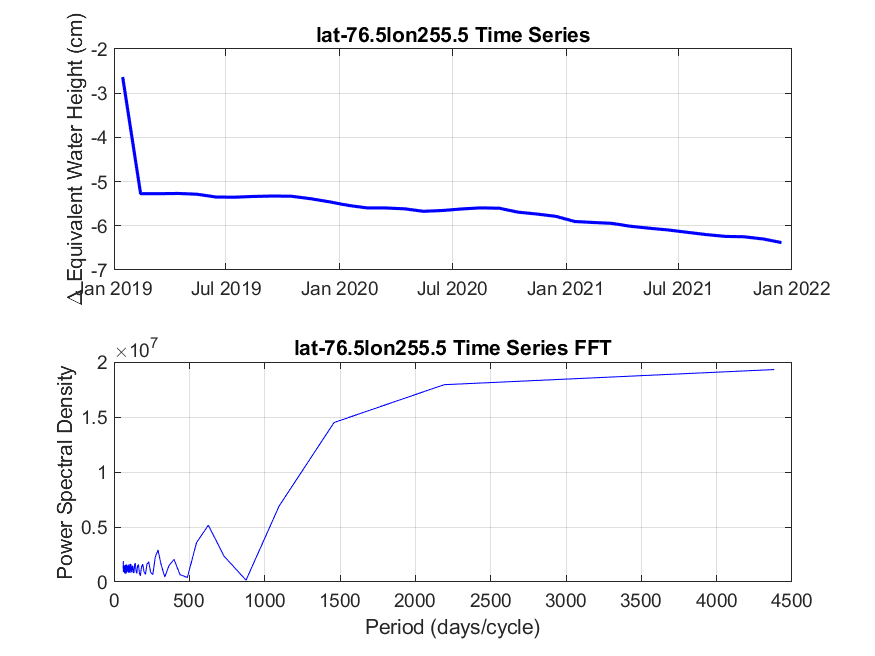 lat-76.5lon255.5 Time Series
Δ Equivalent Water Height (cm)
-2
-3
-4
-5
-6
-7
Jan 2019 Jul 2019 Jan 2020 Jul 2020 Jan 2021 Jul 2021 Jan 2022
lat-76.5lon255.5 Time Series FFT
×10⁷
Power Spectral Density
2
1.5
1
0.5
0
0 500 1000 1500 2000 2500 3000 3500 4000 4500
Period (days/cycle)